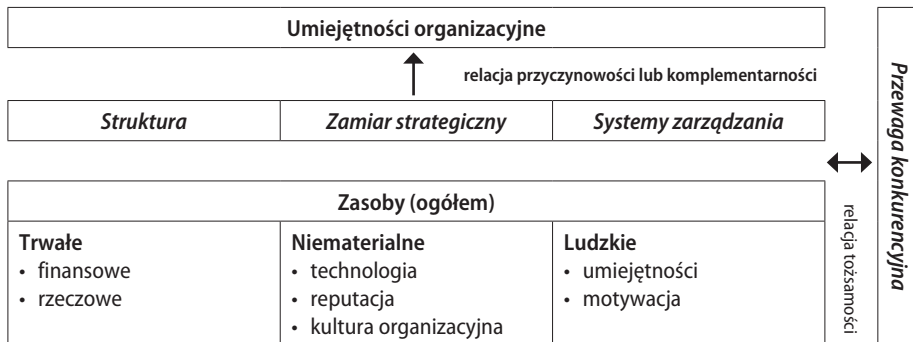 Umiejętności organizacyjne
relacja przyczynowości lub komplementarności
Struktura
Zamiar strategiczny
Systemy zarządzania
Zasoby (ogółem)
Trwałe
• finansowe
• rzeczowe
Niematerialne
• technologia
• reputacja
• kultura organizacyjna
Ludzkie
• umiejętności
• motywacja
relacja tożsamości
Przewaga konkurencyjna